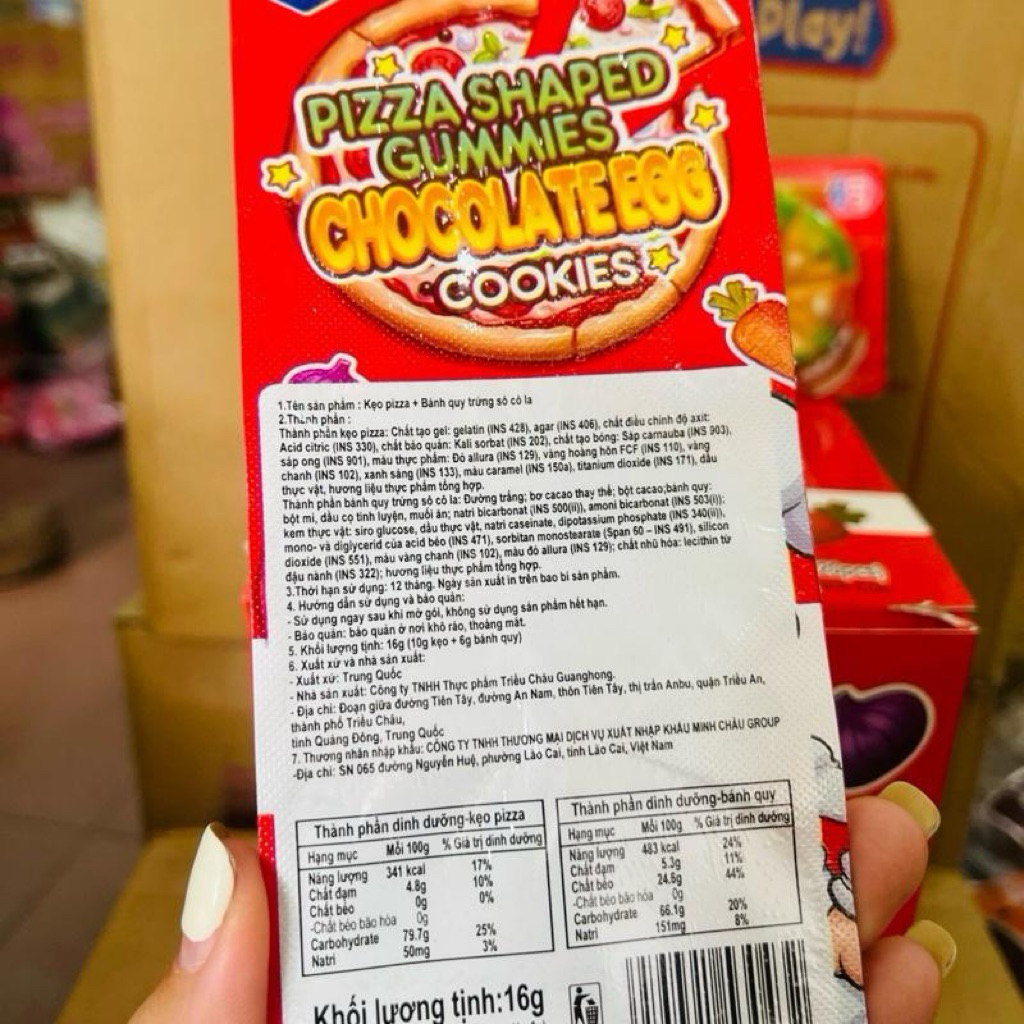 Play!
PIZZA SHAPED
GUMMIES
CHOCOLATE EGG
COOKIES
1.Tên sản phẩm : Kẹo pizza + Bánh quy trứng sô cô la
2.Thành phần :
Thành phần kẹo pizza: Chất tạo gel: gelatin (INS 428), agar (INS 406), chất điều chỉnh độ axit:
Acid citric (INS 330), chất bảo quản: Kali sorbat (INS 202), chất tạo bóng: Sáp carnauba (INS 903),
sáp ong (INS 901), màu thực phẩm: Đỏ allura (INS 129), vàng hoàng hôn FCF (INS 110), vàng
chanh (INS 102), xanh sáng (INS 133), màu caramel (INS 150a), titanium dioxide (INS 171), dầu
thực vật, hương liệu thực phẩm tổng hợp.
Thành phần bánh quy trứng sô cô la: Đường trắng; bơ cacao thay thế; bột cacao;bánh quy:
bột mì, dầu cọ tinh luyện, muối ăn; natri bicarbonat (INS 500(ii)), amoni bicarbonat (INS 503(i));
kem thực vật: siro glucose, dầu thực vật, natri caseinate, dipotassium phosphate (INS 340(ii)),
mono- và diglycerid của acid béo (INS 471), sorbitan monostearate (Span 60 – INS 491), silicon
dioxide (INS 551), màu vàng chanh (INS 102), màu đỏ allura (INS 129); chất nhũ hóa: lecithin từ
đậu nành (INS 322); hương liệu thực phẩm tổng hợp.
3.Thời hạn sử dụng: 12 tháng. Ngày sản xuất in trên bao bì sản phẩm.
4. Hướng dẫn sử dụng và bảo quản:
- Sử dụng ngay sau khi mở gói, không sử dụng sản phẩm hết hạn.
- Bảo quản: bảo quản ở nơi khô ráo, thoáng mát.
5. Khối lượng tịnh: 16g (10g kẹo + 6g bánh quy)
6. Xuất xứ và nhà sản xuất:
- Xuất xứ: Trung Quốc
- Nhà sản xuất: Công ty TNHH Thực phẩm Triều Châu Guanghong.
- Địa chỉ: Đoạn giữa đường Tiên Tây, đường An Nam, thôn Tiên Tây, thị trấn Anbu, quận Triều An,
thành phố Triều Châu,
tỉnh Quảng Đông, Trung Quốc
7. Thương nhân nhập khẩu: CÔNG TY TNHH THƯƠNG MẠI DỊCH VỤ XUẤT NHẬP KHẨU MINH CHÂU GROUP
-Địa chỉ: SN 065 đường Nguyễn Huệ, phường Lào Cai, tỉnh Lào Cai, Việt Nam
Thành phần dinh dưỡng-kẹo pizza
Hạng mục Mỗi 100g % Giá trị dinh dưỡng
Năng lượng 341 kcal 17%
Chất đạm 4.8g 10%
Chất béo 0g 0%
-Chất béo bão hòa 0g
Carbohydrate 79.7g 25%
Natri 50mg 3%
Thành phần dinh dưỡng-bánh quy
Hạng mục Mỗi 100g % Giá trị dinh dưỡng
Năng lượng 483 kcal 24%
Chất đạm 5.3g 11%
Chất béo 24.6g 44%
-Chất béo bão hòa 0g
Carbohydrate 66.1g 20%
Natri 151mg 8%
Khối lượng tịnh:16g